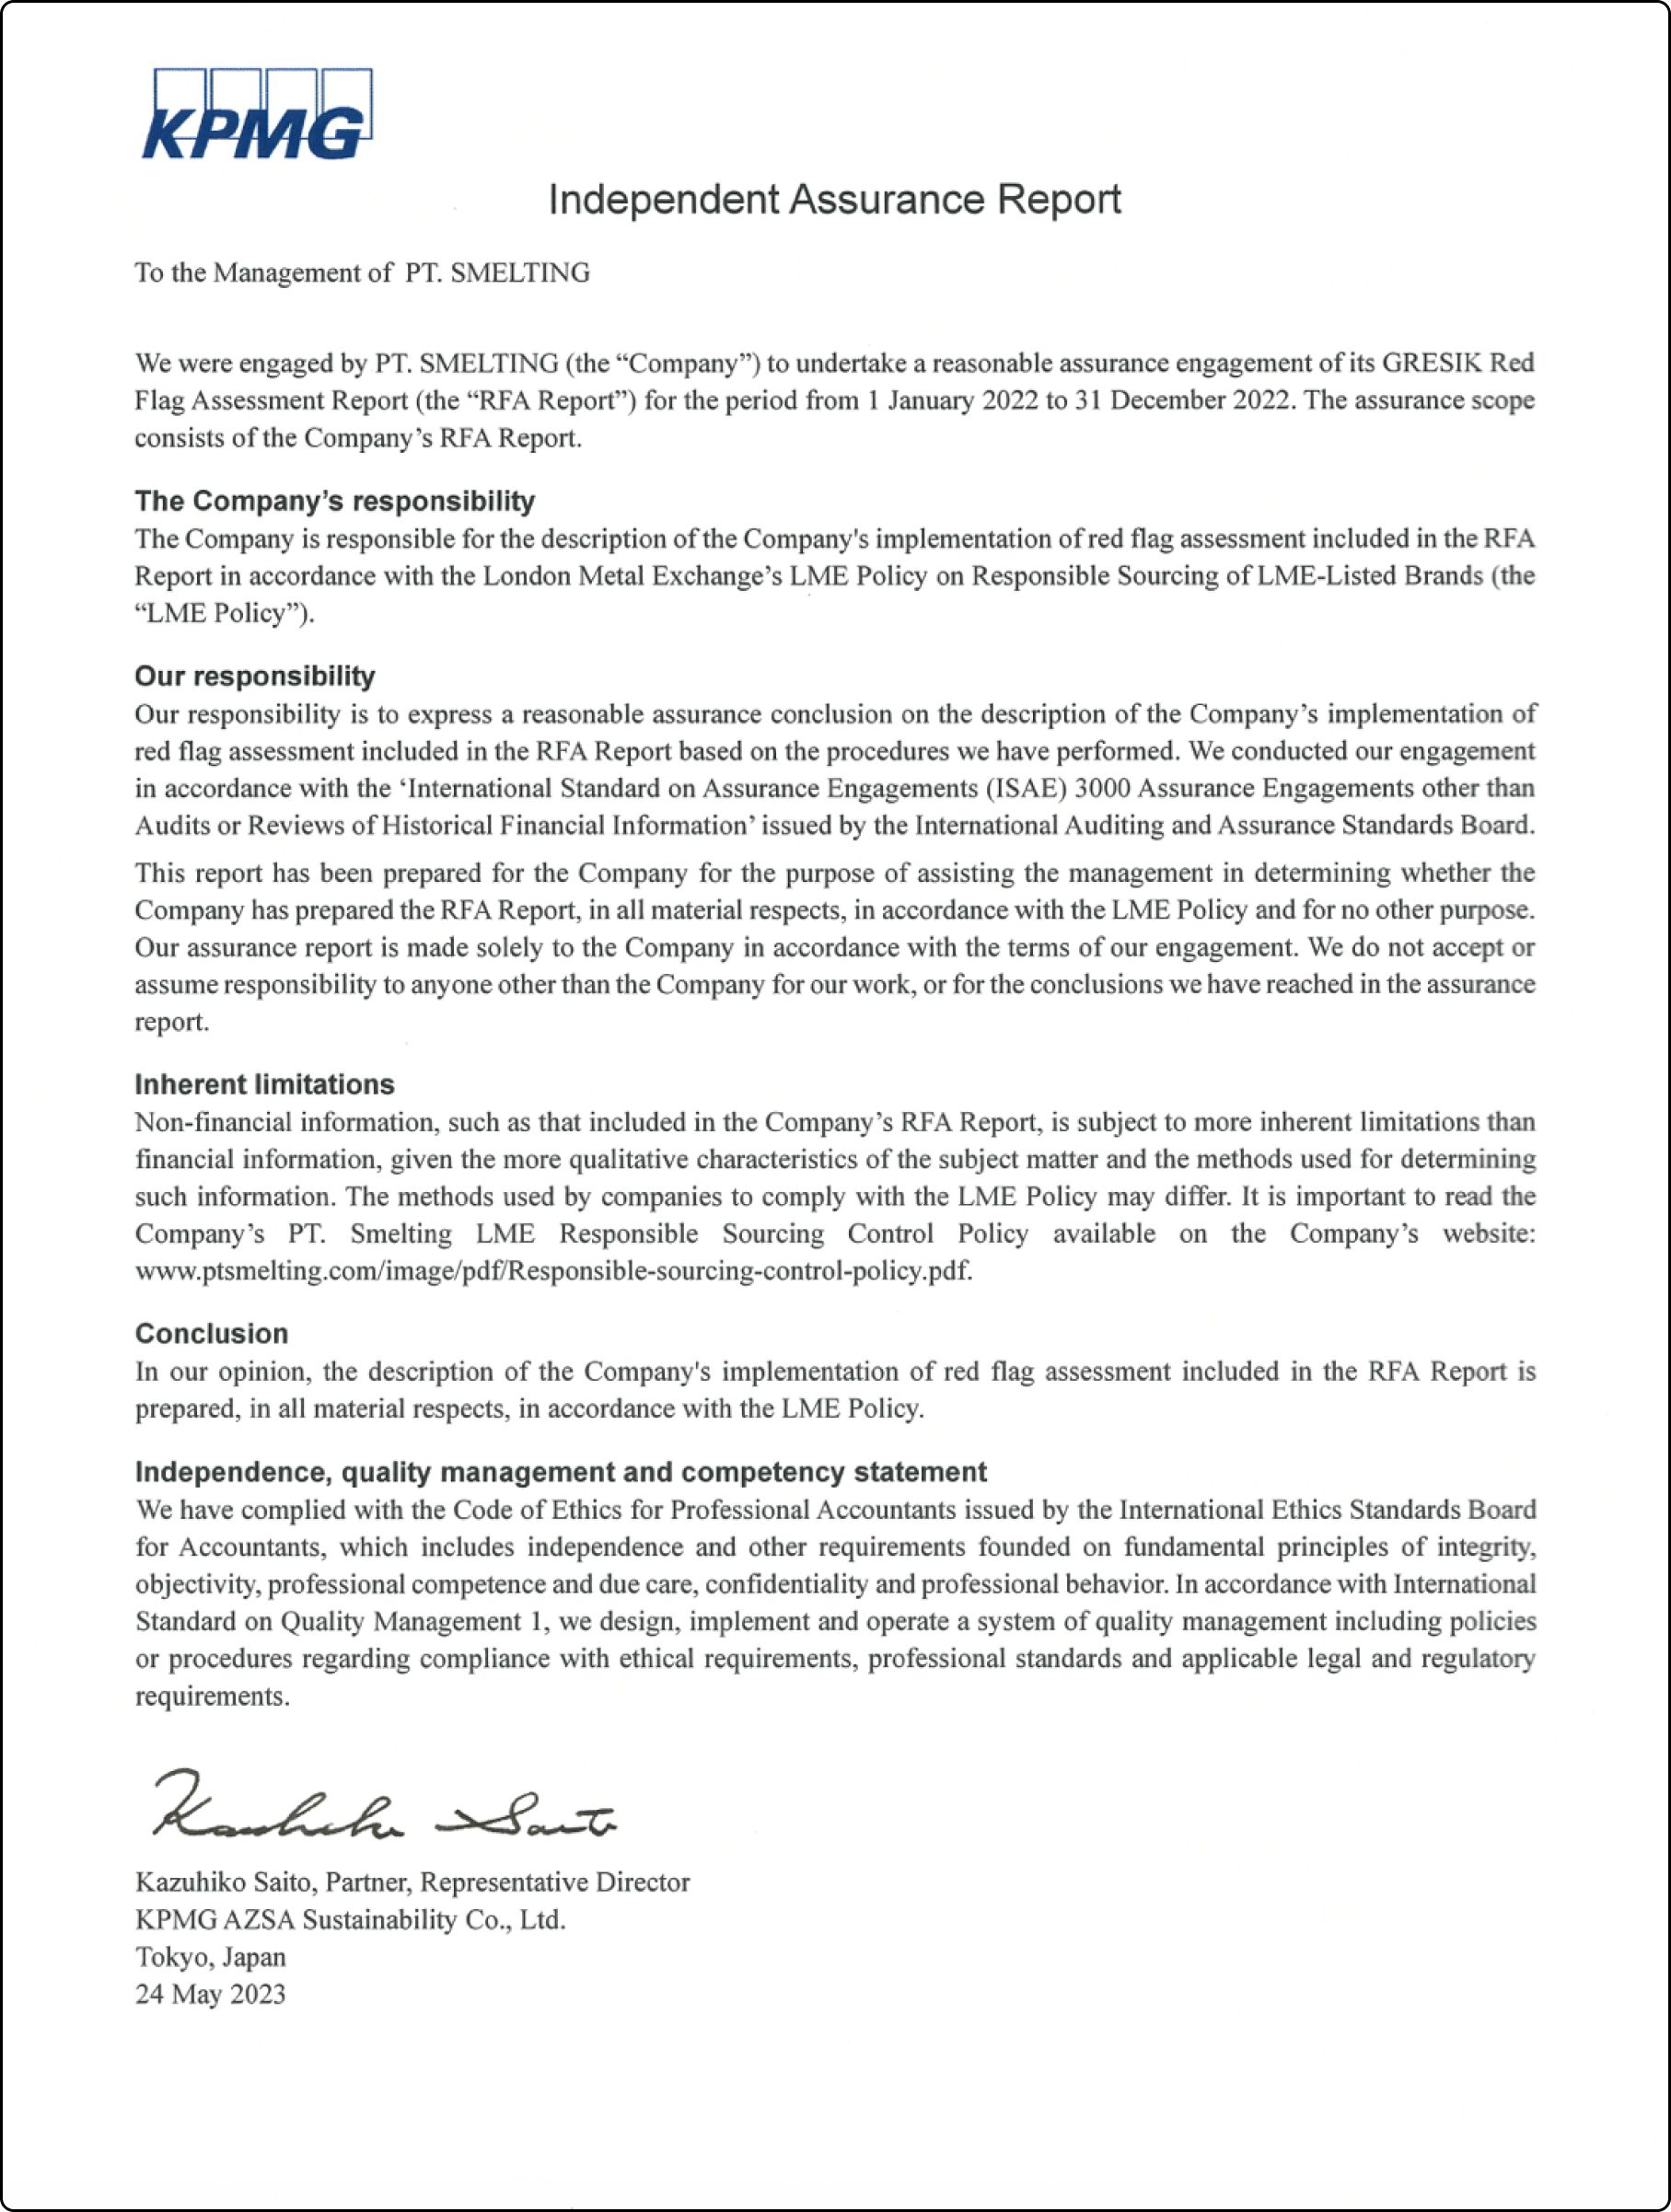 KPMG
Independent Assurance Report
To the Management of PT. SMELTING
We were engaged by PT. SMELTING (the “Company”) to undertake a reasonable assurance engagement of its GRESIK Red
Flag Assessment Report (the “RFA Report”) for the period from 1 January 2022 to 31 December 2022. The assurance scope
consists of the Company’s RFA Report.
The Company’s responsibility
The Company is responsible for the description of the Company's implementation of red flag assessment included in the RFA
Report in accordance with the London Metal Exchange’s LME Policy on Responsible Sourcing of LME-Listed Brands (the
“LME Policy”).
Our responsibility
Our responsibility is to express a reasonable assurance conclusion on the description of the Company’s implementation of
red flag assessment included in the RFA Report based on the procedures we have performed. We conducted our engagement
in accordance with the ‘International Standard on Assurance Engagements (ISAE) 3000 Assurance Engagements other than
Audits or Reviews of Historical Financial Information’ issued by the International Auditing and Assurance Standards Board.
This report has been prepared for the Company for the purpose of assisting the management in determining whether the
Company has prepared the RFA Report, in all material respects, in accordance with the LME Policy and for no other purpose.
Our assurance report is made solely to the Company in accordance with the terms of our engagement. We do not accept or
assume responsibility to anyone other than the Company for our work, or for the conclusions we have reached in the assurance
report.
Inherent limitations
Non-financial information, such as that included in the Company’s RFA Report, is subject to more inherent limitations than
financial information, given the more qualitative characteristics of the subject matter and the methods used for determining
such information. The methods used by companies to comply with the LME Policy may differ. It is important to read the
Company’s PT. Smelting LME Responsible Sourcing Control Policy available on the Company’s website:
www.ptsmelting.com/image/pdf/Responsible-sourcing-control-policy.pdf.
Conclusion
In our opinion, the description of the Company's implementation of red flag assessment included in the RFA Report is
prepared, in all material respects, in accordance with the LME Policy.
Independence, quality management and competency statement
We have complied with the Code of Ethics for Professional Accountants issued by the International Ethics Standards Board
for Accountants, which includes independence and other requirements founded on fundamental principles of integrity,
objectivity, professional competence and due care, confidentiality and professional behavior. In accordance with International
Standard on Quality Management 1, we design, implement and operate a system of quality management including policies
or procedures regarding compliance with ethical requirements, professional standards and applicable legal and regulatory
requirements.
Kazuhiko Saito
Kazuhiko Saito, Partner, Representative Director
KPMG AZSA Sustainability Co., Ltd.
Tokyo, Japan
24 May 2023